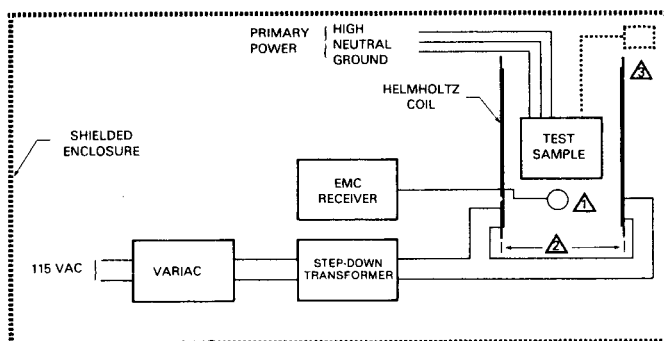 PRIMARY POWER
HIGH
NEUTRAL
GROUND
HELMHOLTZ
COIL
3
SHIELDED
ENCLOSURE
TEST
SAMPLE
EMC
RECEIVER
1
2
115 VAC
VARIAC
STEP-DOWN
TRANSFORMER